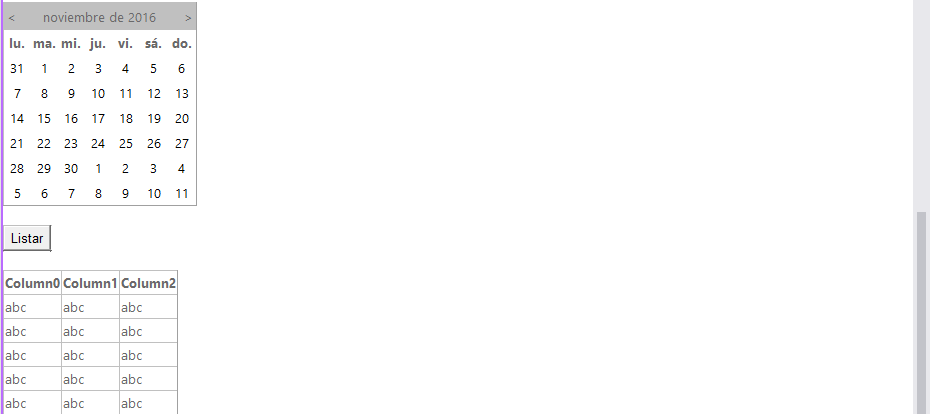 < noviembre de 2016 >
lu. ma. mi. ju. vi. sá. do.
31 1 2 3 4 5 6
7 8 9 10 11 12 13
14 15 16 17 18 19 20
21 22 23 24 25 26 27
28 29 30 1 2 3 4
5 6 7 8 9 10 11
Listar
Column0 Column1 Column2
abc abc abc
abc abc abc
abc abc abc
abc abc abc
abc abc abc